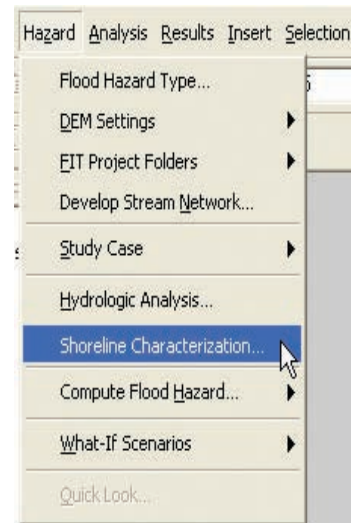 Hazard Analysis Results Insert Selection
Flood Hazard Type...
DEM Settings
FIT Project Folders
Develop Stream Network...
Study Case
Hydrologic Analysis...
Shoreline Characterization...
Compute Flood Hazard...
What-If Scenarios
Quick Look...